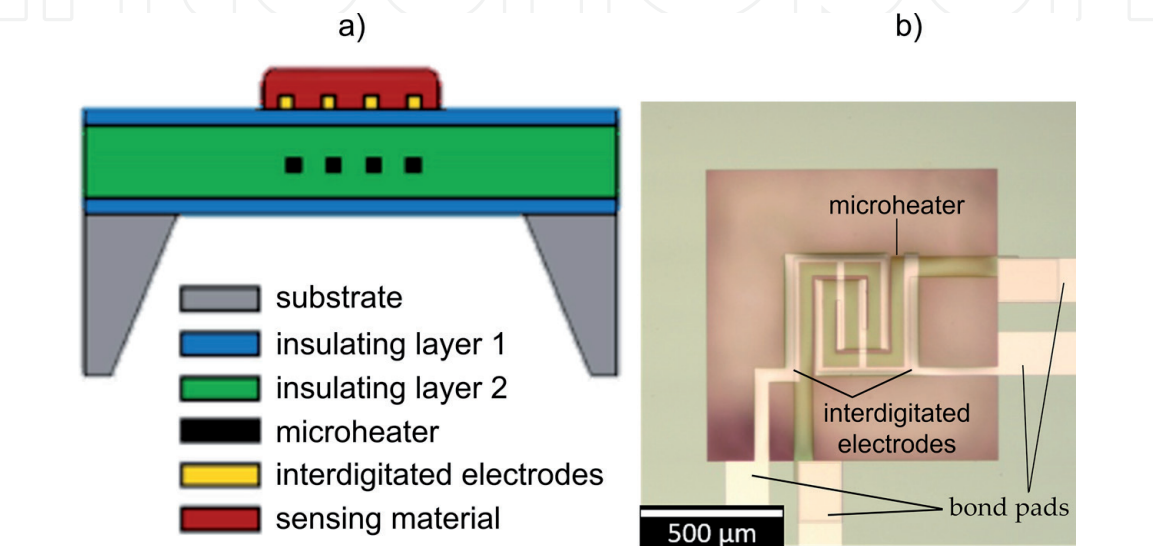 a)
b)
substrate
insulating layer 1
insulating layer 2
microheater
interdigitated electrodes
sensing material
microheater
interdigitated
electrodes
bond pads
500 µm